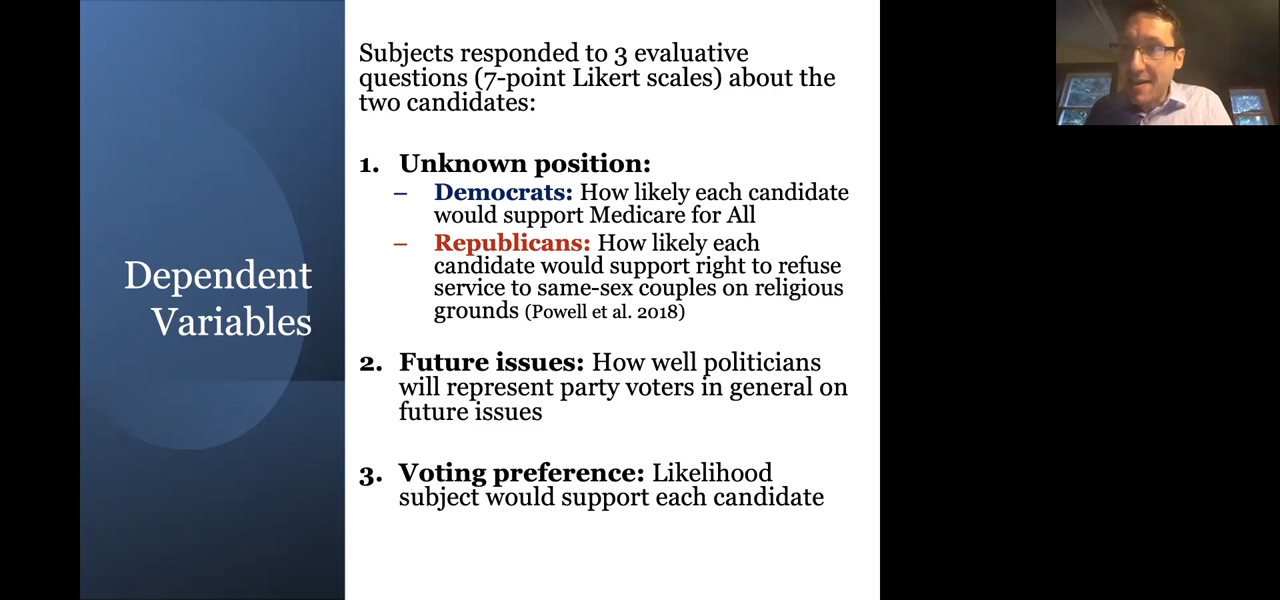 Dependent
Variables
Subjects responded to 3 evaluative
questions (7-point Likert scales) about the
two candidates:
1. Unknown position:
– Democrats: How likely each candidate
would support Medicare for All
– Republicans: How likely each
candidate would support right to refuse
service to same-sex couples on religious
grounds (Powell et al. 2018)
2. Future issues: How well politicians
will represent party voters in general on
future issues
3. Voting preference: Likelihood
subject would support each candidate